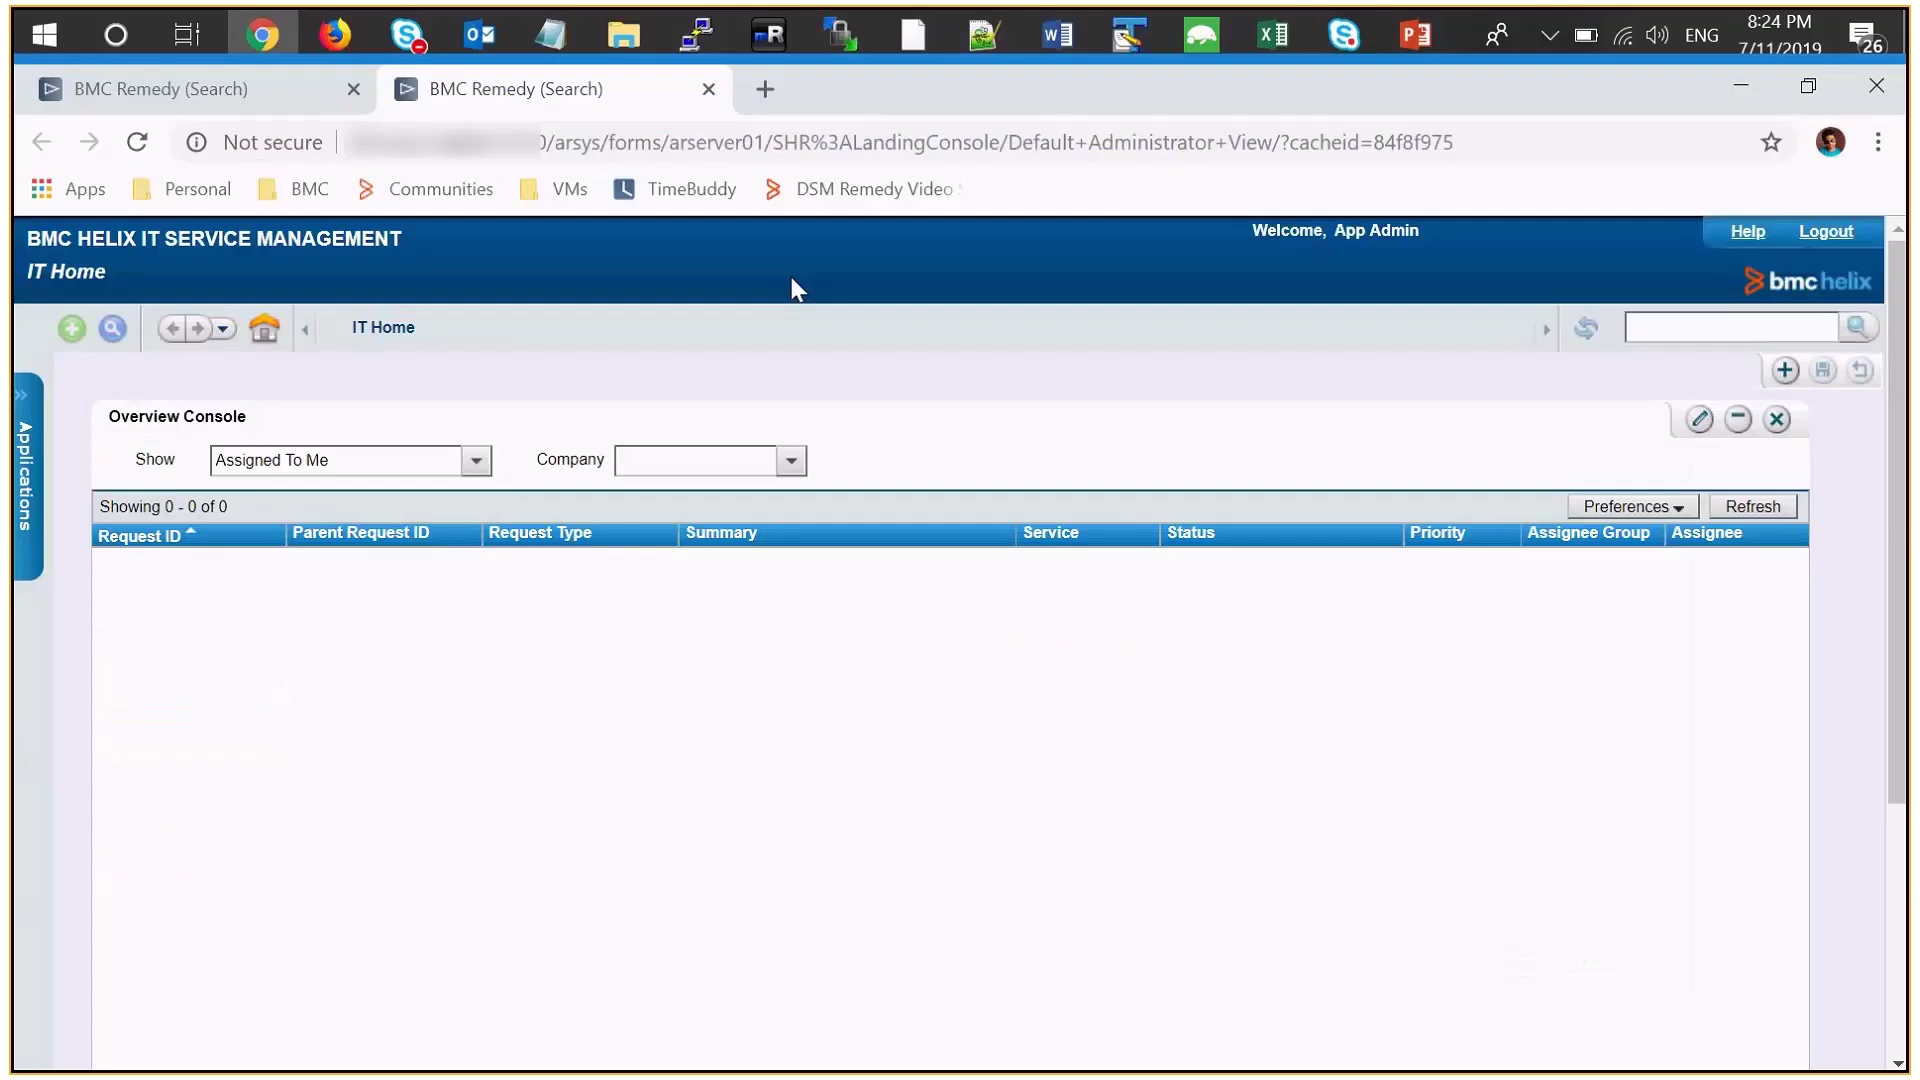 8:24 PM
ENG
7/11/2019
26
BMC Remedy (Search)
BMC Remedy (Search)
Not secure
0/arsys/forms/arserver01/SHR%3ALandingConsole/Default+Administrator+View/?cacheid=84f8f975
Apps
Personal
BMC
Communities
VMs
TimeBuddy
DSM Remedy Video
BMC HELIX IT SERVICE MANAGEMENT
Welcome, App Admin
Help
Logout
IT Home
bmchelix
IT Home
Applications
Overview Console
Show
Assigned To Me
Company
Showing 0 - 0 of 0
Preferences
Refresh
Request ID
Parent Request ID
Request Type
Summary
Service
Status
Priority
Assignee Group
Assignee